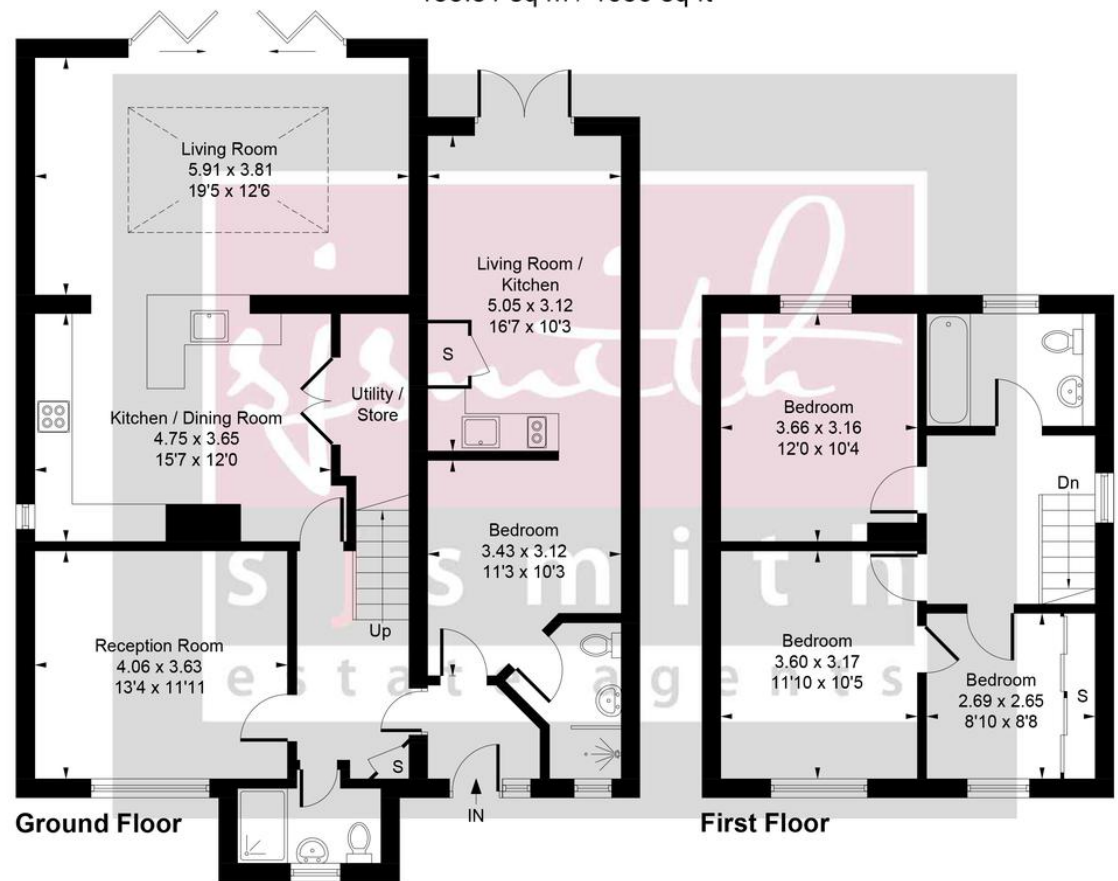 Living Room
5.91 x 3.81
19'5 x 12'6
Living Room /
Kitchen
5.05 x 3.12
16'7 x 10'3
S
Utility /
Store
Kitchen / Dining Room
4.75 x 3.65
15'7 x 12'0
Bedroom
3.43 x 3.12
11'3 x 10'3
Up
Reception Room
4.06 x 3.63
13'4 x 11'11
S
IN
Ground Floor
Bedroom
3.66 x 3.16
12'0 x 10'4
Dn
Bedroom
3.60 x 3.17
11'10 x 10'5
Bedroom
2.69 x 2.65
8'10 x 8'8
S
First Floor
sjsmith
sjsmith
estate agents